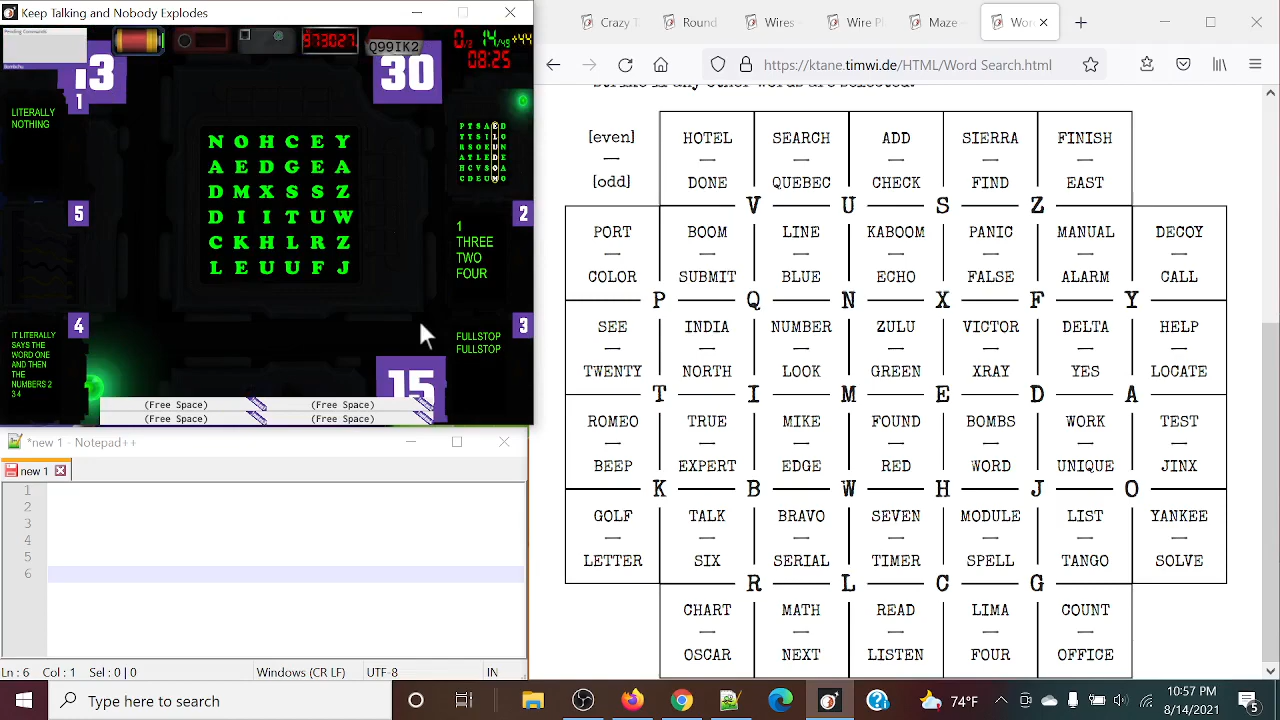 Keep Talking and Nobody Explodes
Crazy T
Round
Wire-
Maze
Wor
https://ktane.timwi.de/HTML/Word Search.html
13
30
973027
Q99IK2
08:25
1
LITERALLY
NOTHING
N O H C E Y
A E D G E A
D M X S S Z
D I I T U W
C K H L R Z
L E U U F J
5
2
1
THREE
TWO
FOUR
4
3
IT LITERALLY
SAYS THE
WORD ONE
AND THEN
THE
NUMBERS 2
3 4
FULLSTOP
FULLSTOP
15
(Free Space) (Free Space)
(Free Space) (Free Space)
[even] HOTEL SEARCH ADD SIERRA FINISH
[odd] DONE QUEBEC CHECK FIND EAST
V U S Z
PORT BOOM LINE KABOOM PANIC MANUAL DECOY
COLOR SUBMIT BLUE ECHO FALSE ALARM CALL
P Q N X F Y
SEE INDIA NUMBER ZULU VICTOR DELTA HELP
TWENTY NORTH LOOK GREEN XRAY YES LOCATE
T I M E D A
ROMEO TRUE MIKE FOUND BOMBS WORK TEST
BEEP EXPERT EDGE RED WORD UNIQUE JINX
K B W H J O
GOLF TALK BRAVO SEVEN MODULE LIST YANKEE
LETTER SIX SERIAL TIMER SPELL TANGO SOLVE
R L C G
CHART MATH READ LIMA COUNT
OSCAR NEXT LISTEN FOUR OFFICE
*new 1 - Notepad++
new 1
1
2
3
4
5
6
Ln : 6 Col : 1 Sel : 0 | 0 Windows (CR LF) UTF-8 IN
Type here to search
74°F
10:57 PM
8/14/2021